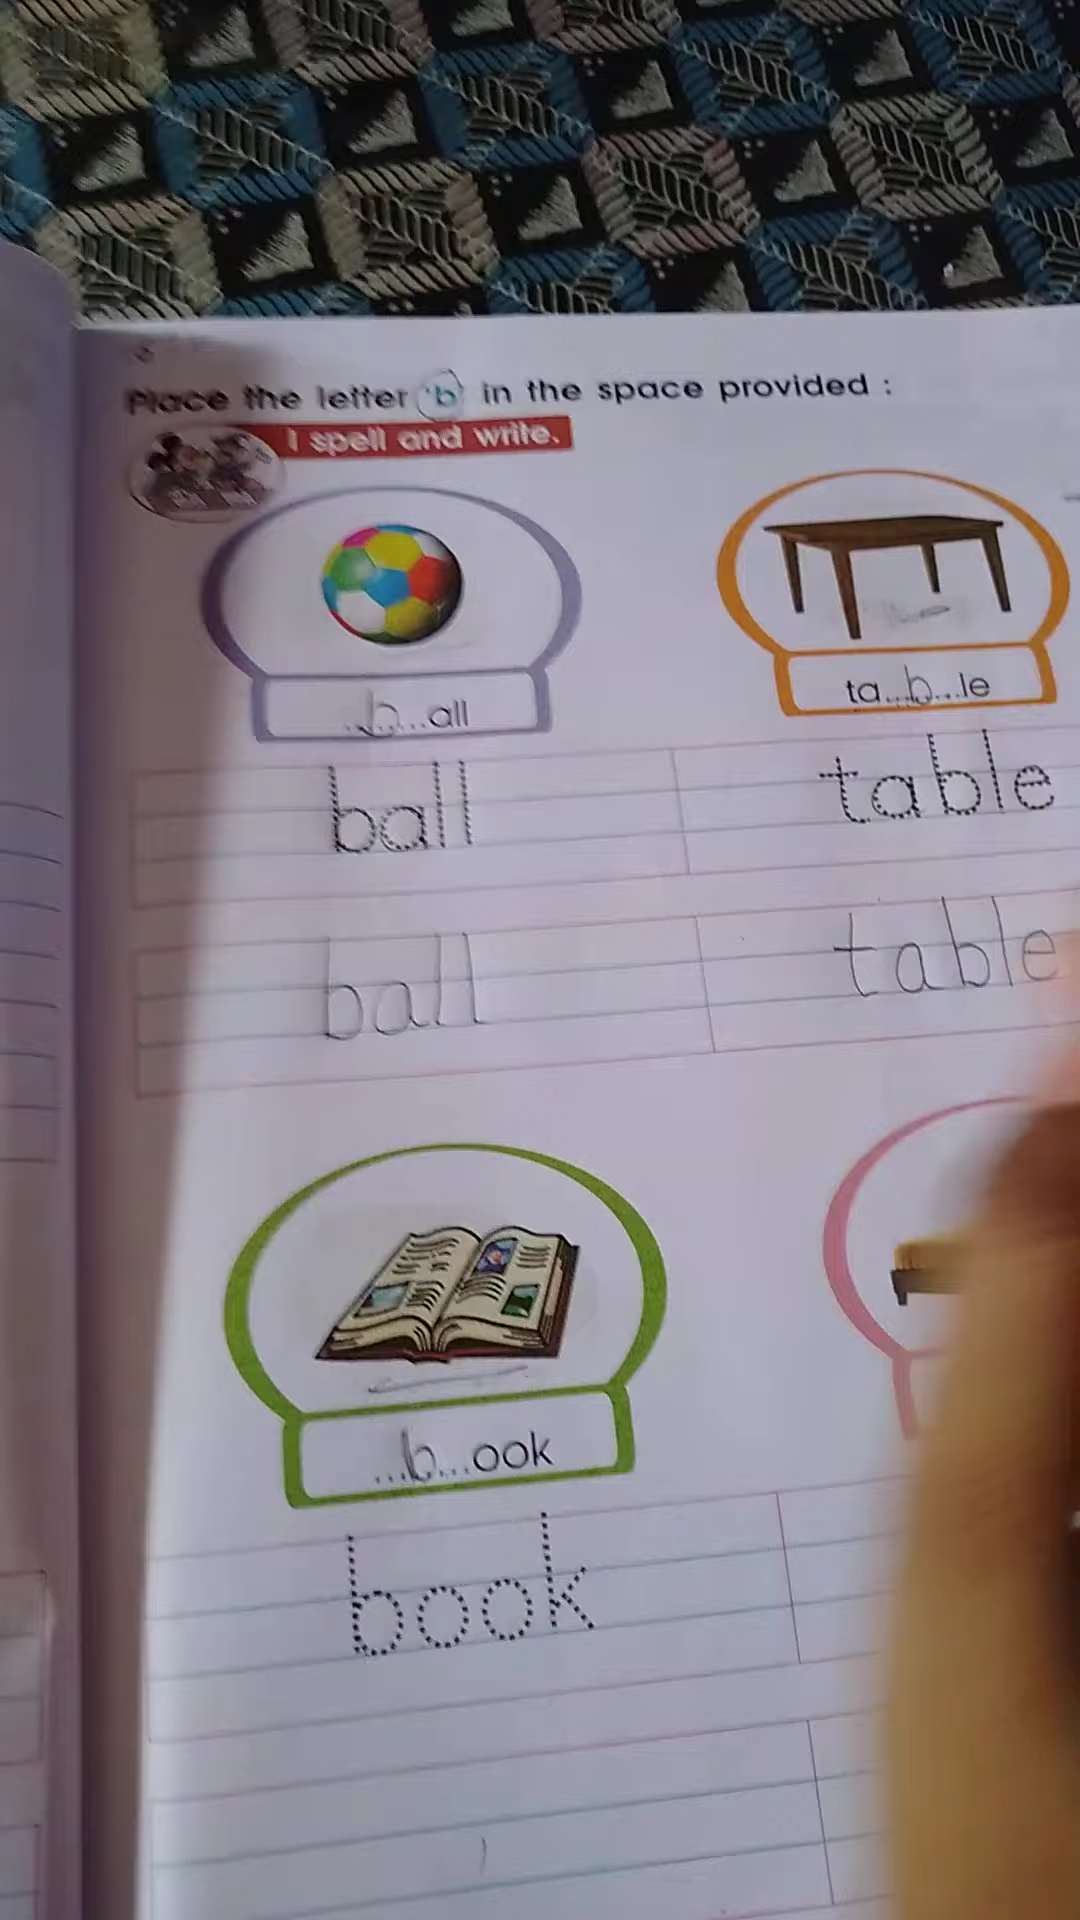 Place the letter 'b' in the space provided :
I spell and write.
...b...all
ta...b...le
ball
table
ball
table
...b...ook
book